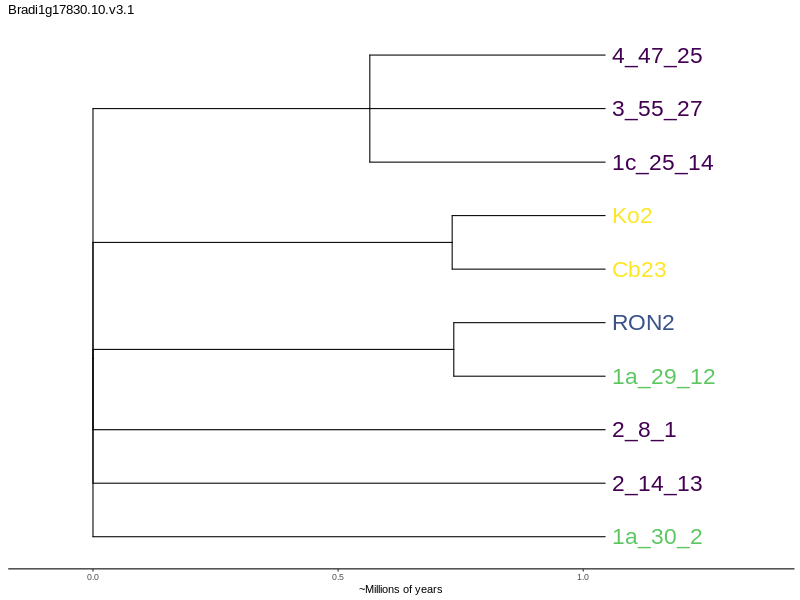 Bradi1g17830.10.v3.1
4_47_25
3_55_27
1c_25_14
Ko2
Cb23
RON2
1a_29_12
2_8_1
2_14_13
1a_30_2
0.0 0.5 1.0
~Millions of years